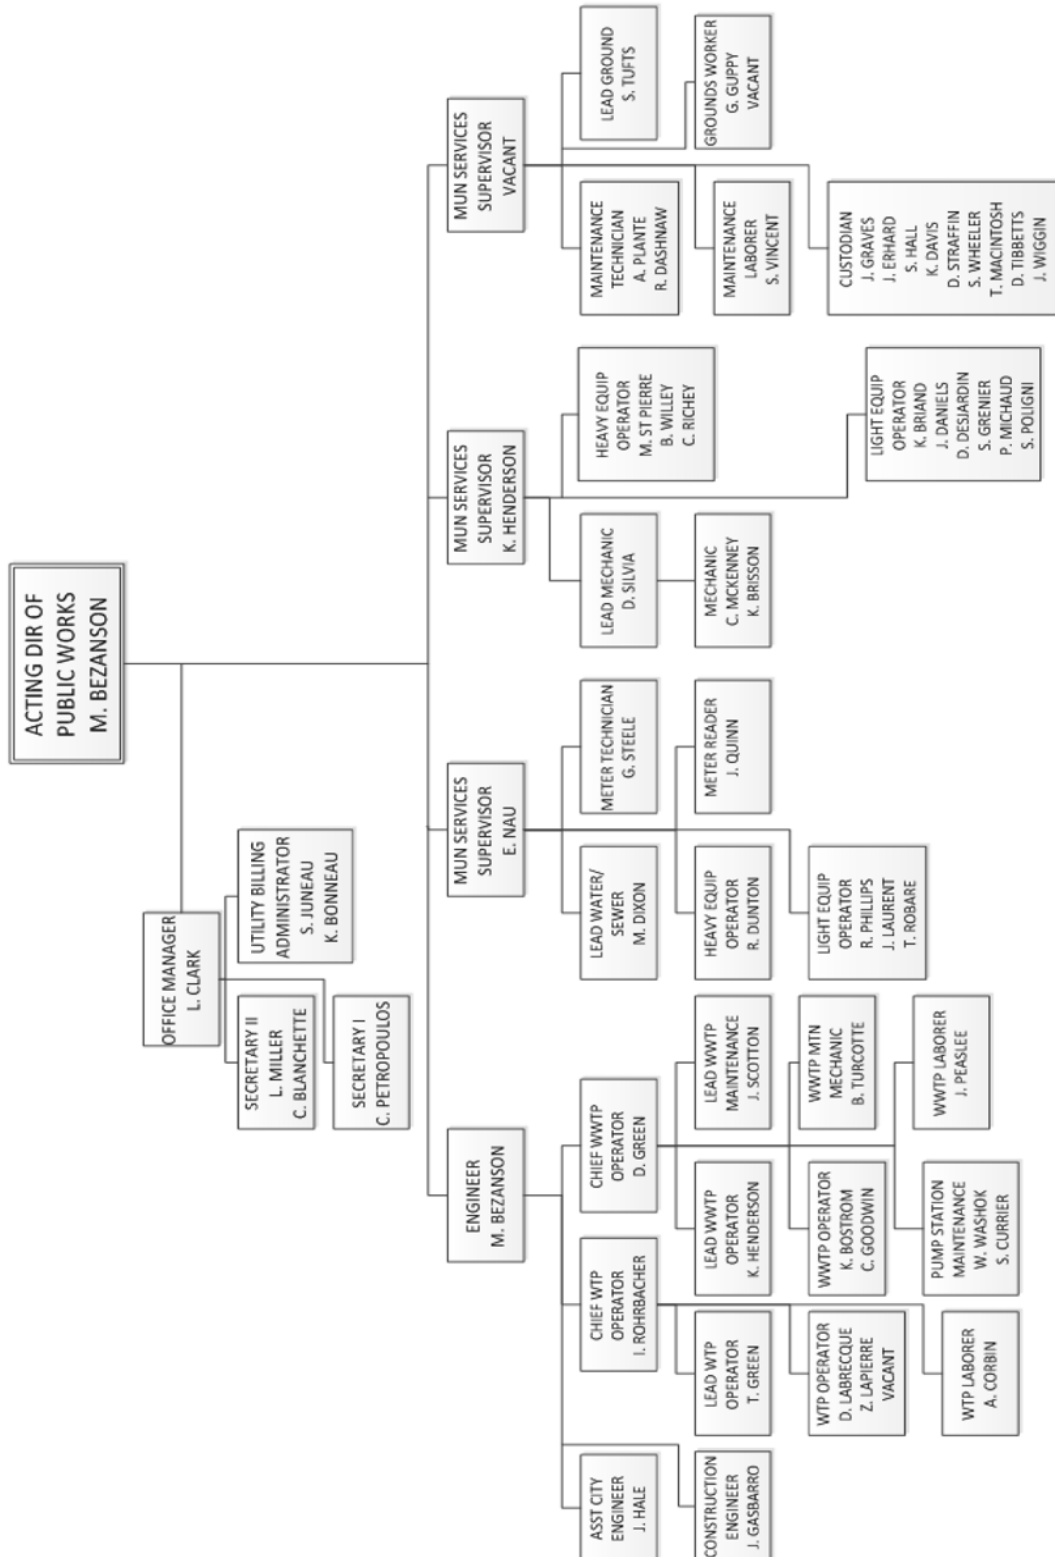 ACTING DIR OF
PUBLIC WORKS
M. BEZANSON
OFFICE MANAGER
L. CLARK
SECRETARY II
L. MILLER
C. BLANCHETTE
UTILITY BILLING
ADMINISTRATOR
S. JUNEAU
K. BONNEAU
SECRETARY I
C. PETROPOULOS
ENGINEER
M. BEZANSON
MUN SERVICES
SUPERVISOR
E. NAU
MUN SERVICES
SUPERVISOR
K. HENDERSON
MUN SERVICES
SUPERVISOR
VACANT
ASST CITY
ENGINEER
J. HALE
CONSTRUCTION
ENGINEER
J. GASBARRO
CHIEF WTP
OPERATOR
I. ROHRBACHER
LEAD WTP
OPERATOR
T. GREEN
WTP OPERATOR
D. LABRECQUE
Z. LAPIERRE
VACANT
WTP LABORER
A. CORBIN
CHIEF WWTP
OPERATOR
D. GREEN
LEAD WWTP
OPERATOR
K. HENDERSON
LEAD WWTP
MAINTENANCE
J. SCOTTON
WWTP OPERATOR
K. BOSTROM
C. GOODWIN
WWTP MTN
MECHANIC
B. TURCOTTE
PUMP STATION
MAINTENANCE
W. WASHOK
S. CURRIER
WWTP LABORER
J. PEASLEE
LEAD WATER/
SEWER
M. DIXON
METER TECHNICIAN
G. STEELE
HEAVY EQUIP
OPERATOR
R. DUNTON
METER READER
J. QUINN
LIGHT EQUIP
OPERATOR
R. PHILLIPS
J. LAURENT
T. ROBARE
LEAD MECHANIC
D. SILVIA
MECHANIC
C. MCKENNEY
K. BRISSON
HEAVY EQUIP
OPERATOR
M. ST PIERRE
B. WILLEY
C. RICHEY
LIGHT EQUIP
OPERATOR
K. BRIAND
J. DANIELS
D. DESJARDIN
S. GRENIER
P. MICHAUD
S. POLIGNI
MAINTENANCE
TECHNICIAN
A. PLANTE
R. DASHNAW
LEAD GROUND
S. TUFTS
MAINTENANCE
LABORER
S. VINCENT
GROUNDS WORKER
G. GUPPY
VACANT
CUSTODIAN
J. GRAVES
J. ERHARD
S. HALL
K. DAVIS
D. STRAFFIN
S. WHEELER
T. MACINTOSH
D. TIBBETTS
J. WIGGIN